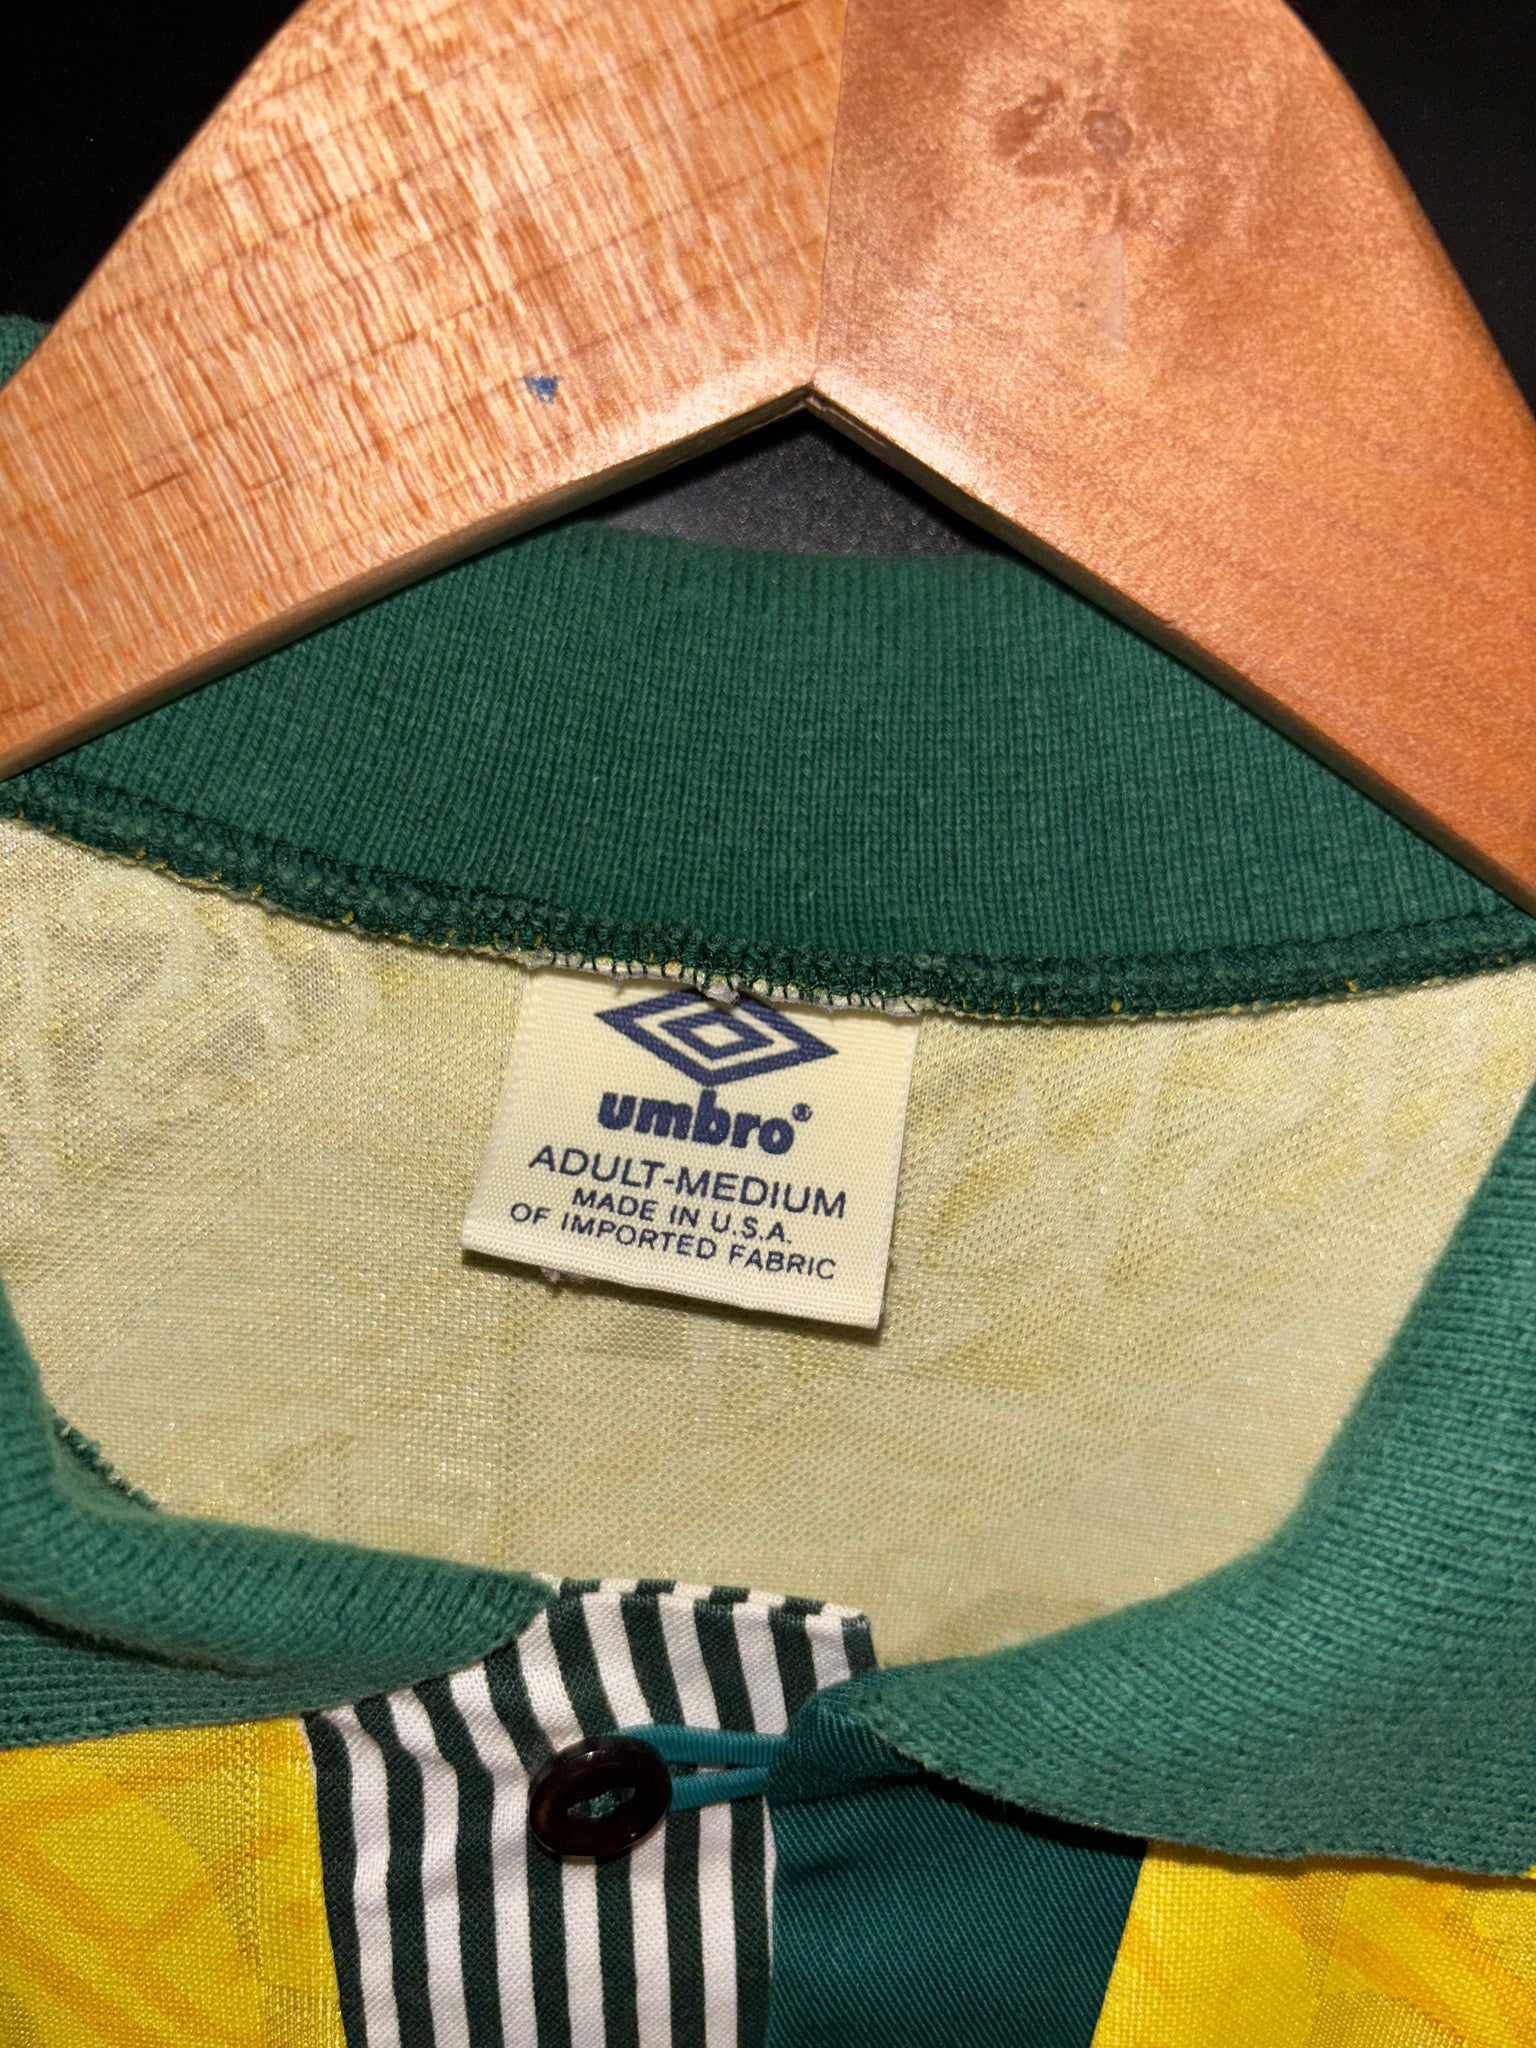 umbro®
ADULT-MEDIUM
MADE IN U.S.A.
OF IMPORTED FABRIC